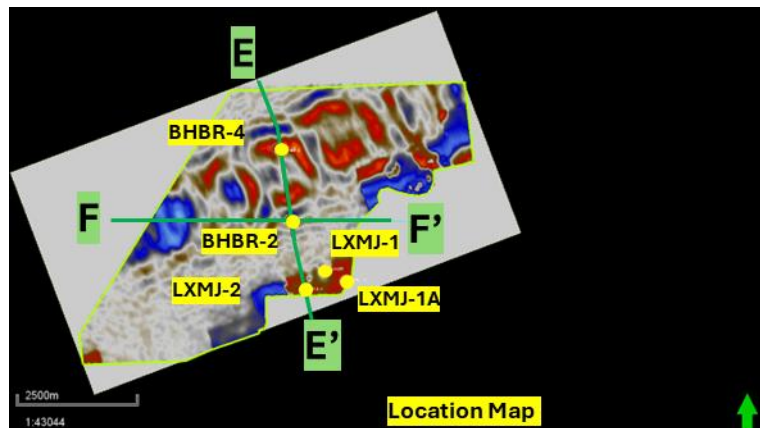 E
BHBR-4
F
F’
BHBR-2
LXMJ-1
LXMJ-2
LXMJ-1A
E’
2500m
1:43044
Location Map